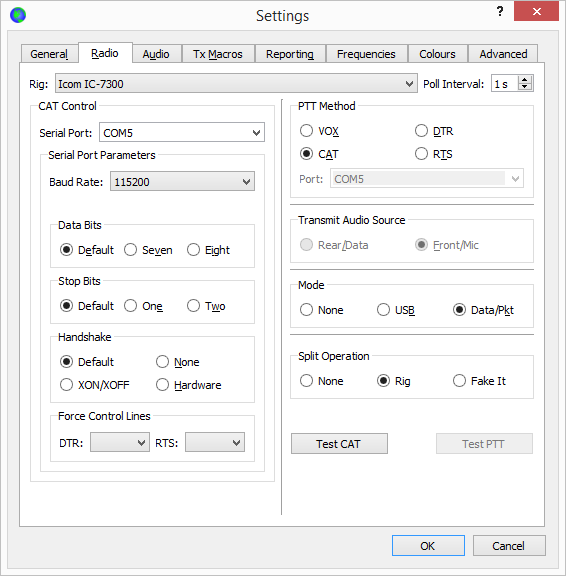 Settings
?
General Radio Audio Tx Macros Reporting Frequencies Colours Advanced
Rig: Icom IC-7300 Poll Interval: 1 s
CAT Control
Serial Port: COM5
Serial Port Parameters
Baud Rate: 115200
Data Bits
Default Seven Eight
Stop Bits
Default One Two
Handshake
Default None
XON/XOFF Hardware
Force Control Lines
DTR: RTS:
PTT Method
VOX DTR
CAT RTS
Port: COM5
Transmit Audio Source
Rear/Data Front/Mic
Mode
None USB Data/Pkt
Split Operation
None Rig Fake It
Test CAT Test PTT
OK Cancel